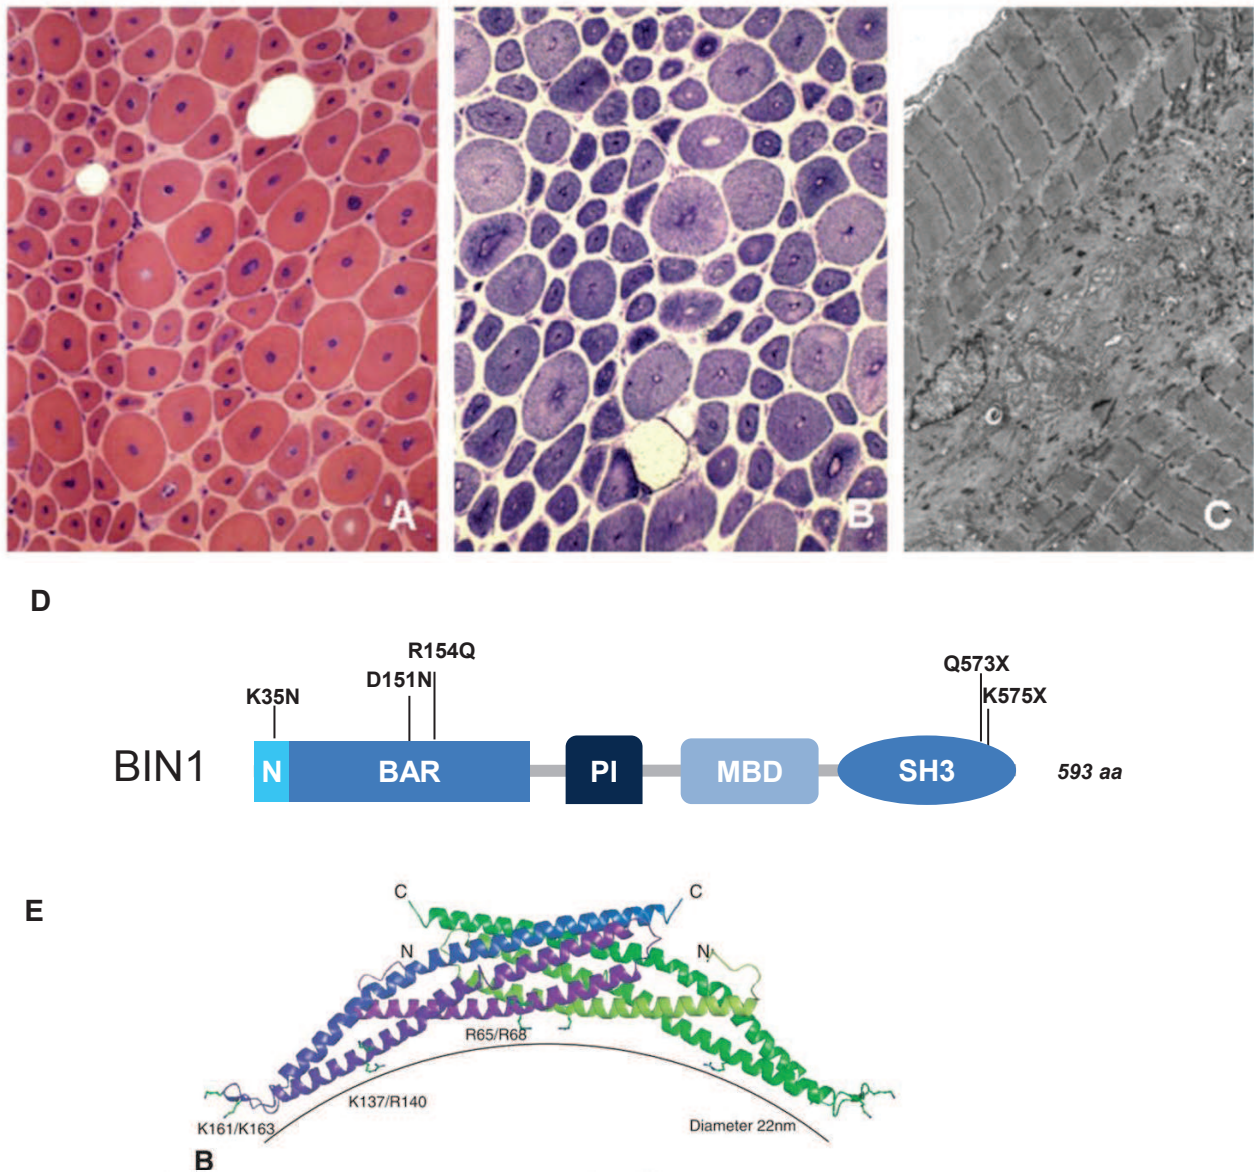 A
B
C
D
R154Q
D151N
K35N
Q573X
K575X
BIN1
N
BAR
PI
MBD
SH3
593 aa
E
C
C
N
N
R65/R68
K137/R140
K161/K163
Diameter 22nm
B